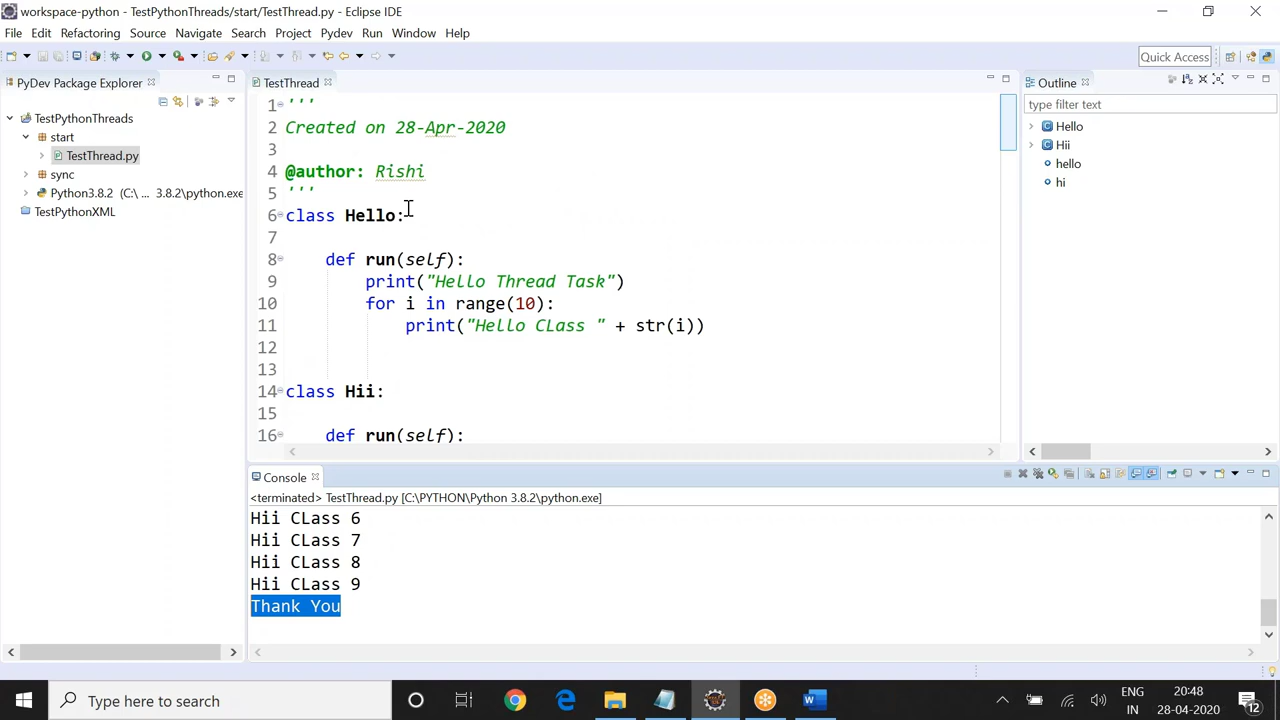 workspace-python - TestPythonThreads/start/TestThread.py - Eclipse IDE
File Edit Refactoring Source Navigate Search Project Pydev Run Window Help
Quick Access
PyDev Package Explorer
TestPythonThreads
start
TestThread.py
sync
Python3.8.2 (C:\ ... 3.8.2\python.exe
TestPythonXML
TestThread
1 '''
2 Created on 28-Apr-2020
3
4 @author: Rishi
5 '''
6 class Hello:
7
8 def run(self):
9 print("Hello Thread Task")
10 for i in range(10):
11 print("Hello CLass " + str(i))
12
13
14 class Hii:
15
16 def run(self):
Outline
type filter text
Hello
Hii
hello
hi
Console
<terminated> TestThread.py [C:\PYTHON\Python 3.8.2\python.exe]
Hii CLass 6
Hii CLass 7
Hii CLass 8
Hii CLass 9
Thank You
Type here to search
ENG
IN
20:48
28-04-2020
12